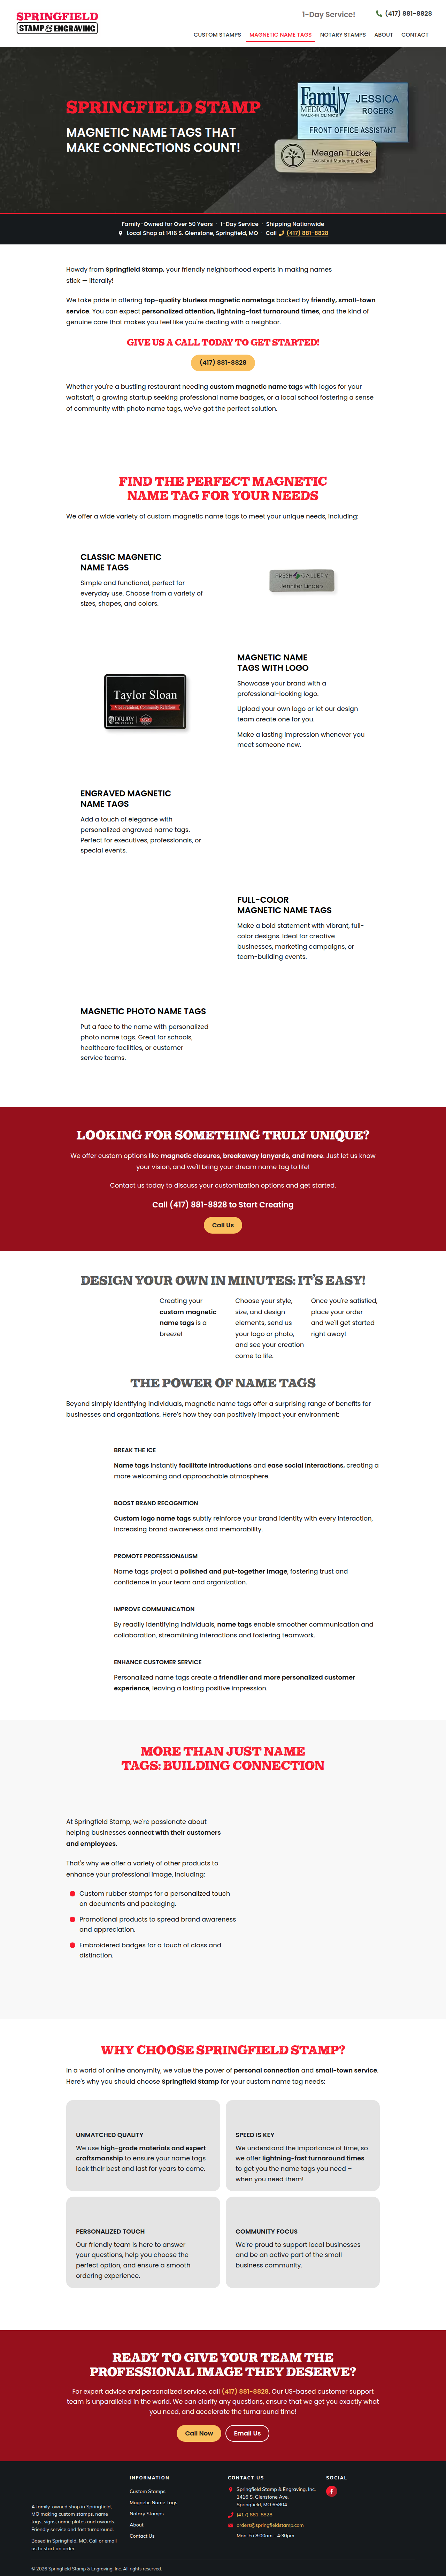 SPRINGFIELD
STAMP & ENGRAVING
1-Day Service!
(417) 881-8828
CUSTOM STAMPS
MAGNETIC NAME TAGS
NOTARY STAMPS
ABOUT
CONTACT
SPRINGFIELD STAMP
MAGNETIC NAME TAGS THAT
MAKE CONNECTIONS COUNT!
Family MEDICAL
WALK-IN CLINICS
JESSICA
ROGERS
FRONT OFFICE ASSISTANT
Meagan Tucker
Assistant Marketing Officer
Family-Owned for Over 50 Years · 1-Day Service · Shipping Nationwide
Local Shop at 1416 S. Glenstone, Springfield, MO · Call (417) 881-8828
Howdy from Springfield Stamp, your friendly neighborhood experts in making names
stick — literally!
We take pride in offering top-quality blurless magnetic nametags backed by friendly, small-town
service. You can expect personalized attention, lightning-fast turnaround times, and the kind of
genuine care that makes you feel like you're dealing with a neighbor.
GIVE US A CALL TODAY TO GET STARTED!
(417) 881-8828
Whether you're a bustling restaurant needing custom magnetic name tags with logos for your
waitstaff, a growing startup seeking professional name badges, or a local school fostering a sense
of community with photo name tags, we've got the perfect solution.
FIND THE PERFECT MAGNETIC
NAME TAG FOR YOUR NEEDS
We offer a wide variety of custom magnetic name tags to meet your unique needs, including:
CLASSIC MAGNETIC
NAME TAGS
Simple and functional, perfect for
everyday use. Choose from a variety of
sizes, shapes, and colors.
FRESH GALLERY
Jennifer Linders
MAGNETIC NAME
TAGS WITH LOGO
Showcase your brand with a
professional-looking logo.
Upload your own logo or let our design
team create one for you.
Make a lasting impression whenever you
meet someone new.
Taylor Sloan
Vice President, Community Relations
DRURY
UNIVERSITY
ENGRAVED MAGNETIC
NAME TAGS
Add a touch of elegance with
personalized engraved name tags.
Perfect for executives, professionals, or
special events.
FULL-COLOR
MAGNETIC NAME TAGS
Make a bold statement with vibrant, full-
color designs. Ideal for creative
businesses, marketing campaigns, or
team-building events.
MAGNETIC PHOTO NAME TAGS
Put a face to the name with personalized
photo name tags. Great for schools,
healthcare facilities, or customer
service teams.
LOOKING FOR SOMETHING TRULY UNIQUE?
We offer custom options like magnetic closures, breakaway lanyards, and more. Just let us know
your vision, and we'll bring your dream name tag to life!
Contact us today to discuss your customization options and get started.
Call (417) 881-8828 to Start Creating
Call Us
DESIGN YOUR OWN IN MINUTES: IT'S EASY!
Creating your
custom magnetic
name tags is a
breeze!
Choose your style,
size, and design
elements, send us
your logo or photo,
and see your creation
come to life.
Once you're satisfied,
place your order
and we'll get started
right away!
THE POWER OF NAME TAGS
Beyond simply identifying individuals, magnetic name tags offer a surprising range of benefits for
businesses and organizations. Here's how they can positively impact your environment:
BREAK THE ICE
Name tags instantly facilitate introductions and ease social interactions, creating a
more welcoming and approachable atmosphere.
BOOST BRAND RECOGNITION
Custom logo name tags subtly reinforce your brand identity with every interaction,
increasing brand awareness and memorability.
PROMOTE PROFESSIONALISM
Name tags project a polished and put-together image, fostering trust and
confidence in your team and organization.
IMPROVE COMMUNICATION
By readily identifying individuals, name tags enable smoother communication and
collaboration, streamlining interactions and fostering teamwork.
ENHANCE CUSTOMER SERVICE
Personalized name tags create a friendlier and more personalized customer
experience, leaving a lasting positive impression.
MORE THAN JUST NAME
TAGS: BUILDING CONNECTION
At Springfield Stamp, we're passionate about
helping businesses connect with their customers
and employees.
That's why we offer a variety of other products to
enhance your professional image, including:
Custom rubber stamps for a personalized touch
on documents and packaging.
Promotional products to spread brand awareness
and appreciation.
Embroidered badges for a touch of class and
distinction.
WHY CHOOSE SPRINGFIELD STAMP?
In a world of online anonymity, we value the power of personal connection and small-town service.
Here's why you should choose Springfield Stamp for your custom name tag needs:
UNMATCHED QUALITY
We use high-grade materials and expert
craftsmanship to ensure your name tags
look their best and last for years to come.
SPEED IS KEY
We understand the importance of time, so
we offer lightning-fast turnaround times
to get you the name tags you need –
when you need them!
PERSONALIZED TOUCH
Our friendly team is here to answer
your questions, help you choose the
perfect option, and ensure a smooth
ordering experience.
COMMUNITY FOCUS
We're proud to support local businesses
and be an active part of the small
business community.
READY TO GIVE YOUR TEAM THE
PROFESSIONAL IMAGE THEY DESERVE?
For expert advice and personalized service, call (417) 881-8828. Our US-based customer support
team is unparalleled in the world. We can clarify any questions, ensure that we get you exactly what
you need, and accelerate the turnaround time!
Call Now
Email Us
A family-owned shop in Springfield,
MO making custom stamps, name
tags, signs, name plates and awards.
Friendly service and fast turnaround.
Based in Springfield, MO. Call or email
us to start an order.
INFORMATION
Custom Stamps
Magnetic Name Tags
Notary Stamps
About
Contact Us
CONTACT US
Springfield Stamp & Engraving, Inc.
1416 S. Glenstone Ave.
Springfield, MO 65804
(417) 881-8828
orders@springfieldstamp.com
Mon-Fri 8:00am - 4:30pm
SOCIAL
© 2026 Springfield Stamp & Engraving, Inc. All rights reserved.